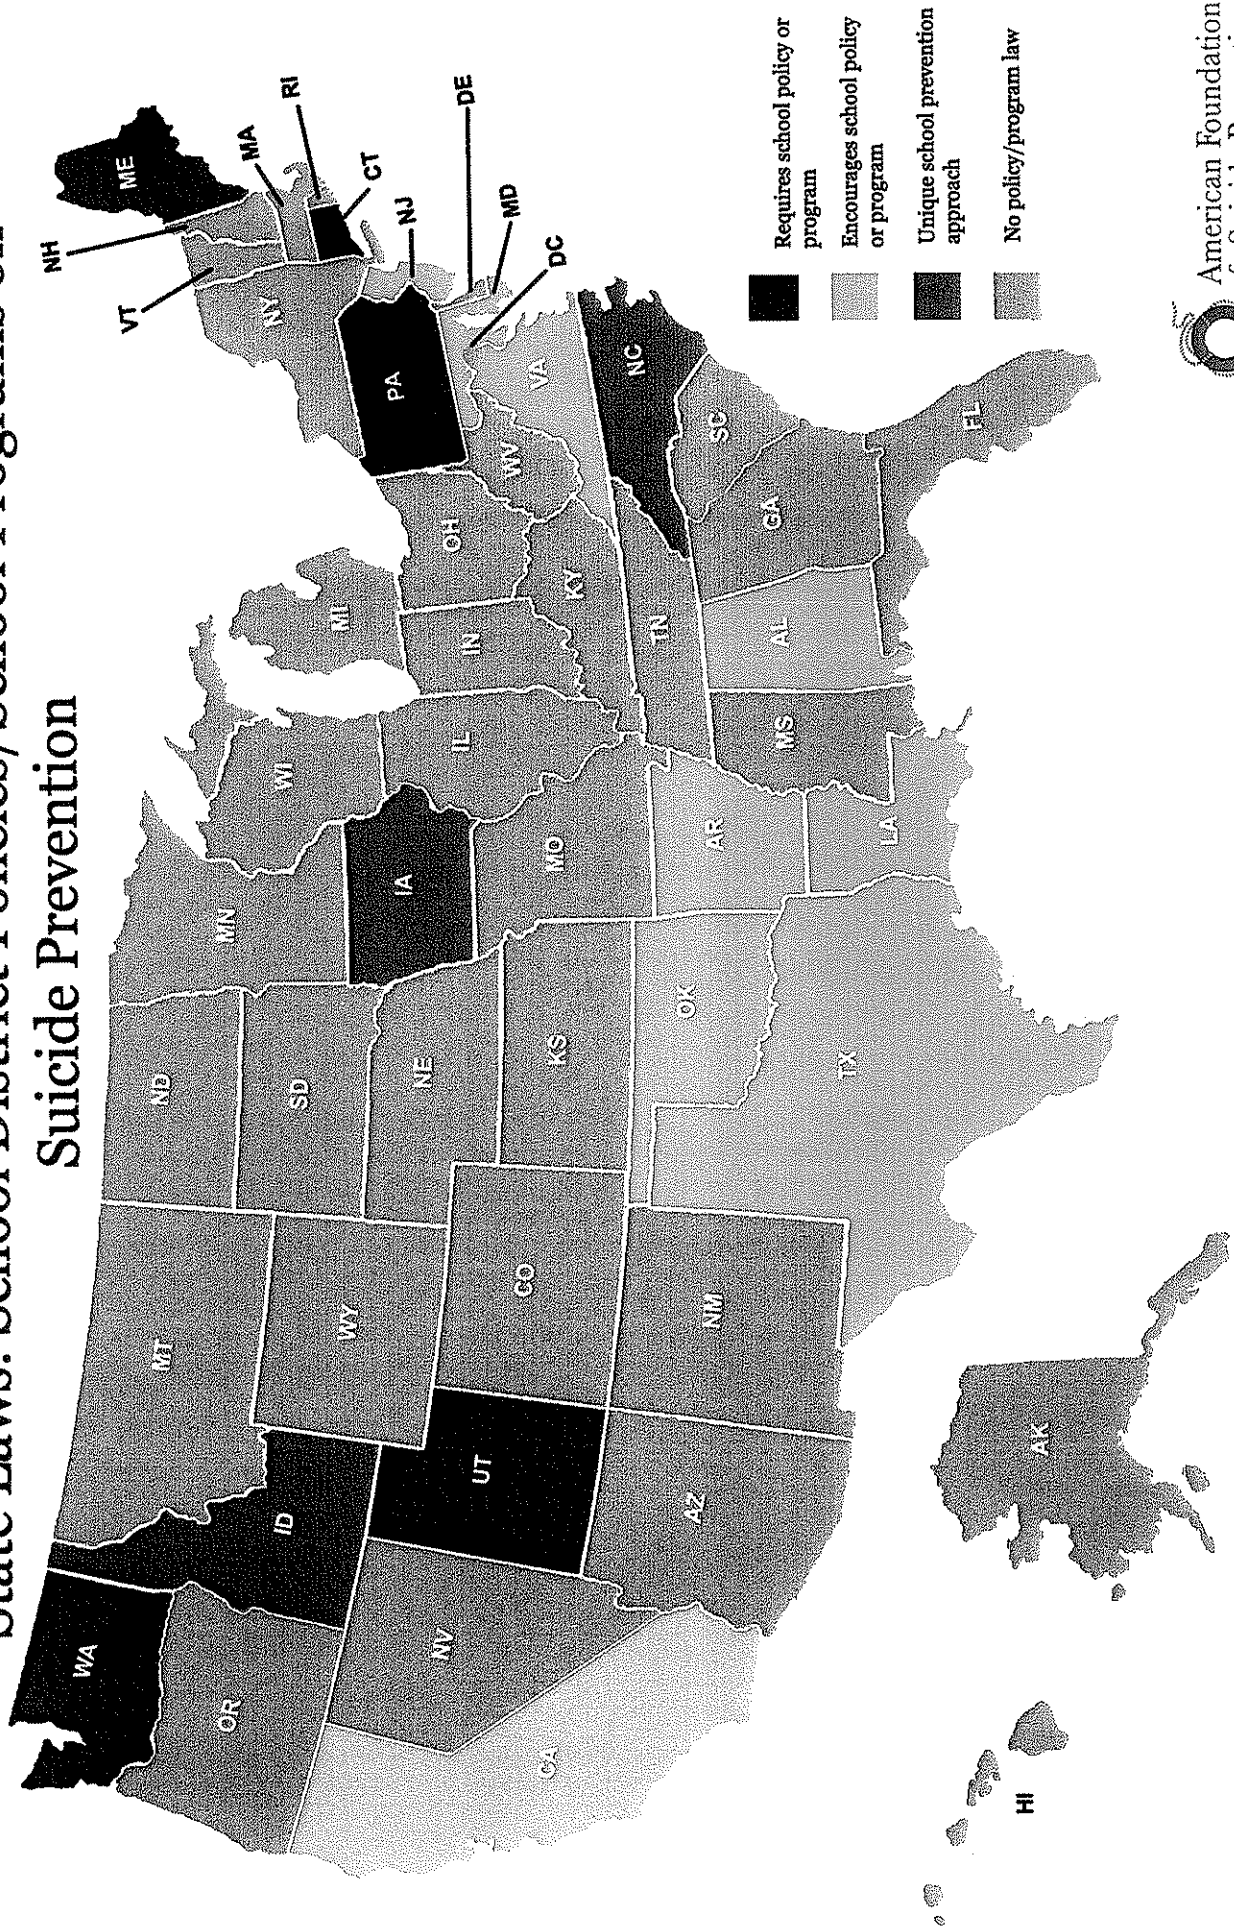 State Laws: School District Policies/School Programs on
Suicide Prevention
WA
OR
CA
NV
ID
UT
AZ
MT
WY
CO
NM
ND
SD
NE
KS
OK
TX
MN
IA
MO
AR
LA
WI
IL
MI
IN
OH
KY
TN
MS
AL
GA
FL
SC
NC
VA
WV
PA
NY
VT
NH
ME
MA
RI
CT
NJ
DE
MD
DC
AK
HI
Requires school policy or
program
Encourages school policy
or program
Unique school prevention
approach
No policy/program law
American Foundation